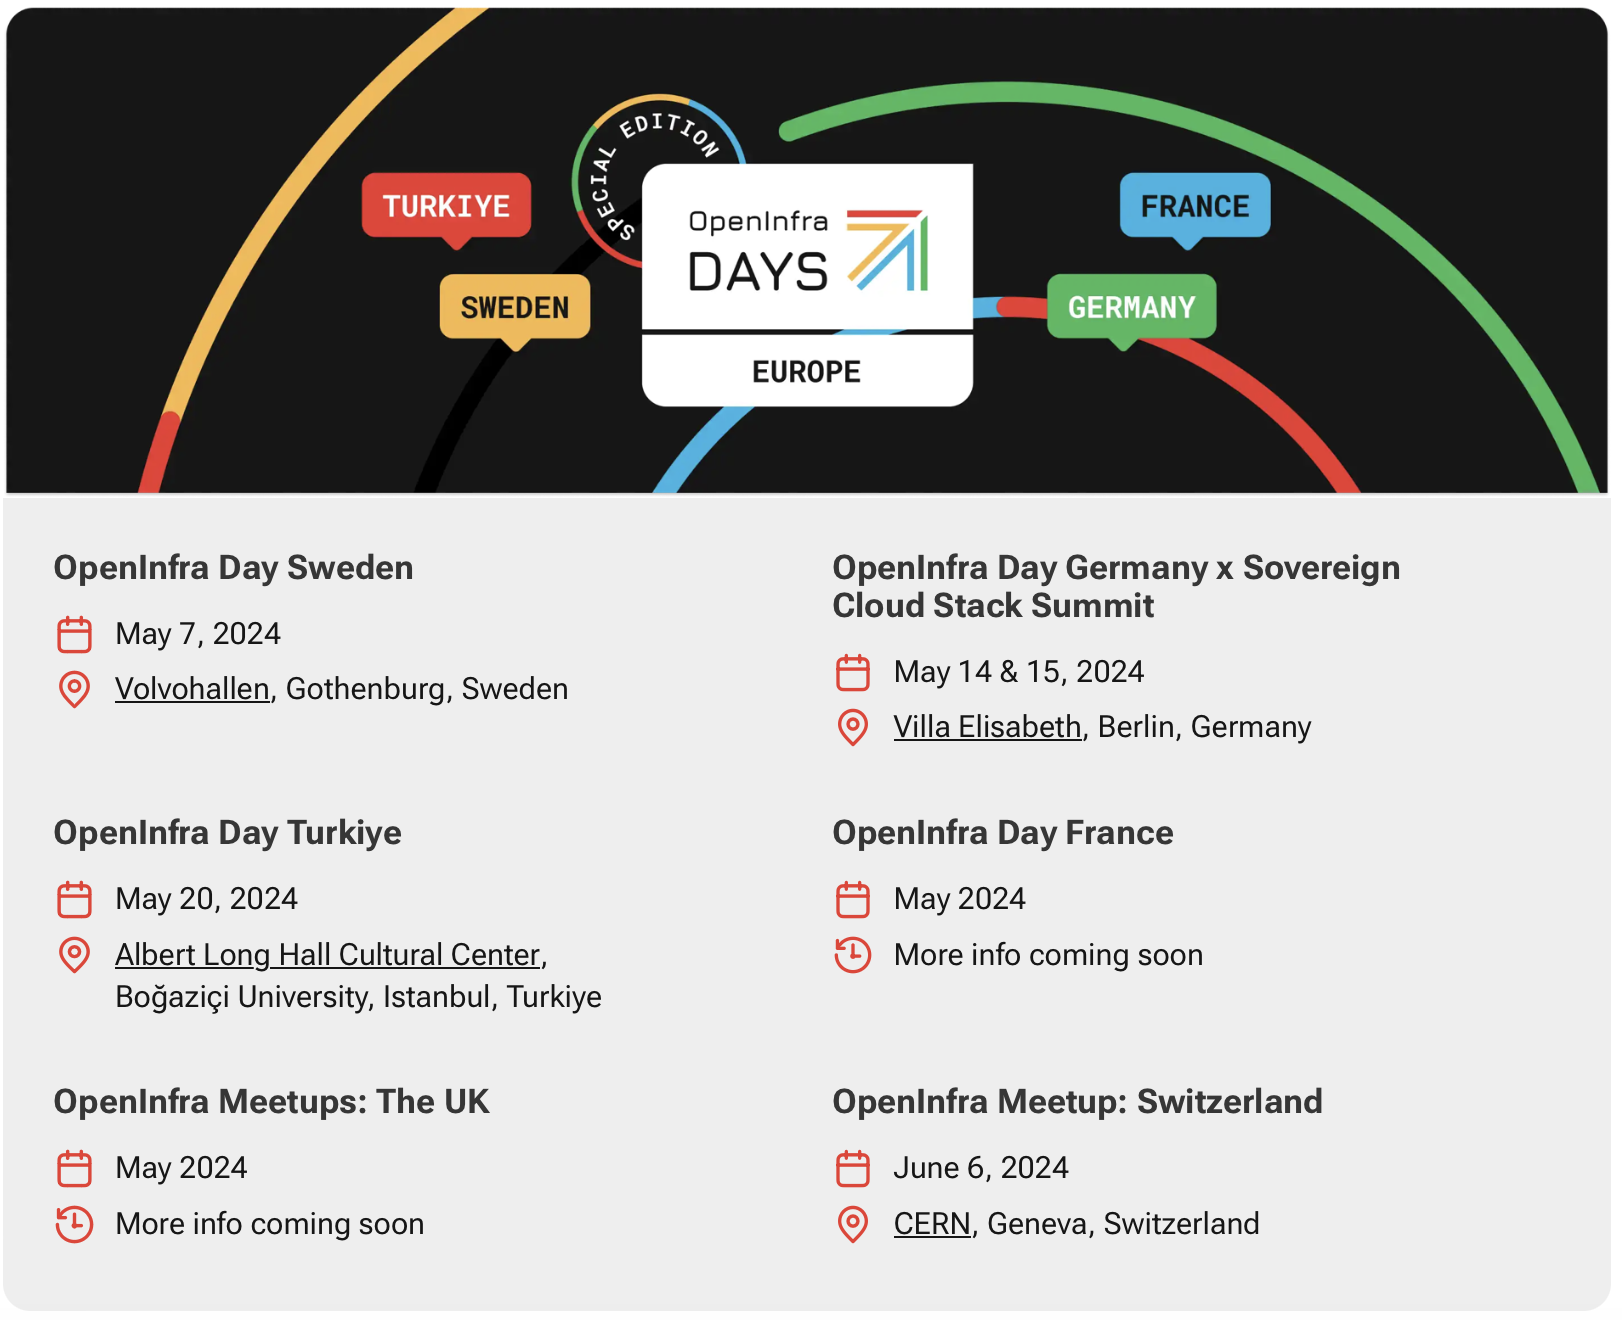 SPECIAL EDITION
TURKIYE
SWEDEN
OpenInfra
DAYS
EUROPE
FRANCE
GERMANY
OpenInfra Day Sweden
May 7, 2024
Volvohallen, Gothenburg, Sweden
OpenInfra Day Germany x Sovereign
Cloud Stack Summit
May 14 & 15, 2024
Villa Elisabeth, Berlin, Germany
OpenInfra Day Turkiye
May 20, 2024
Albert Long Hall Cultural Center,
Boğaziçi University, Istanbul, Turkiye
OpenInfra Day France
May 2024
More info coming soon
OpenInfra Meetups: The UK
May 2024
More info coming soon
OpenInfra Meetup: Switzerland
June 6, 2024
CERN, Geneva, Switzerland